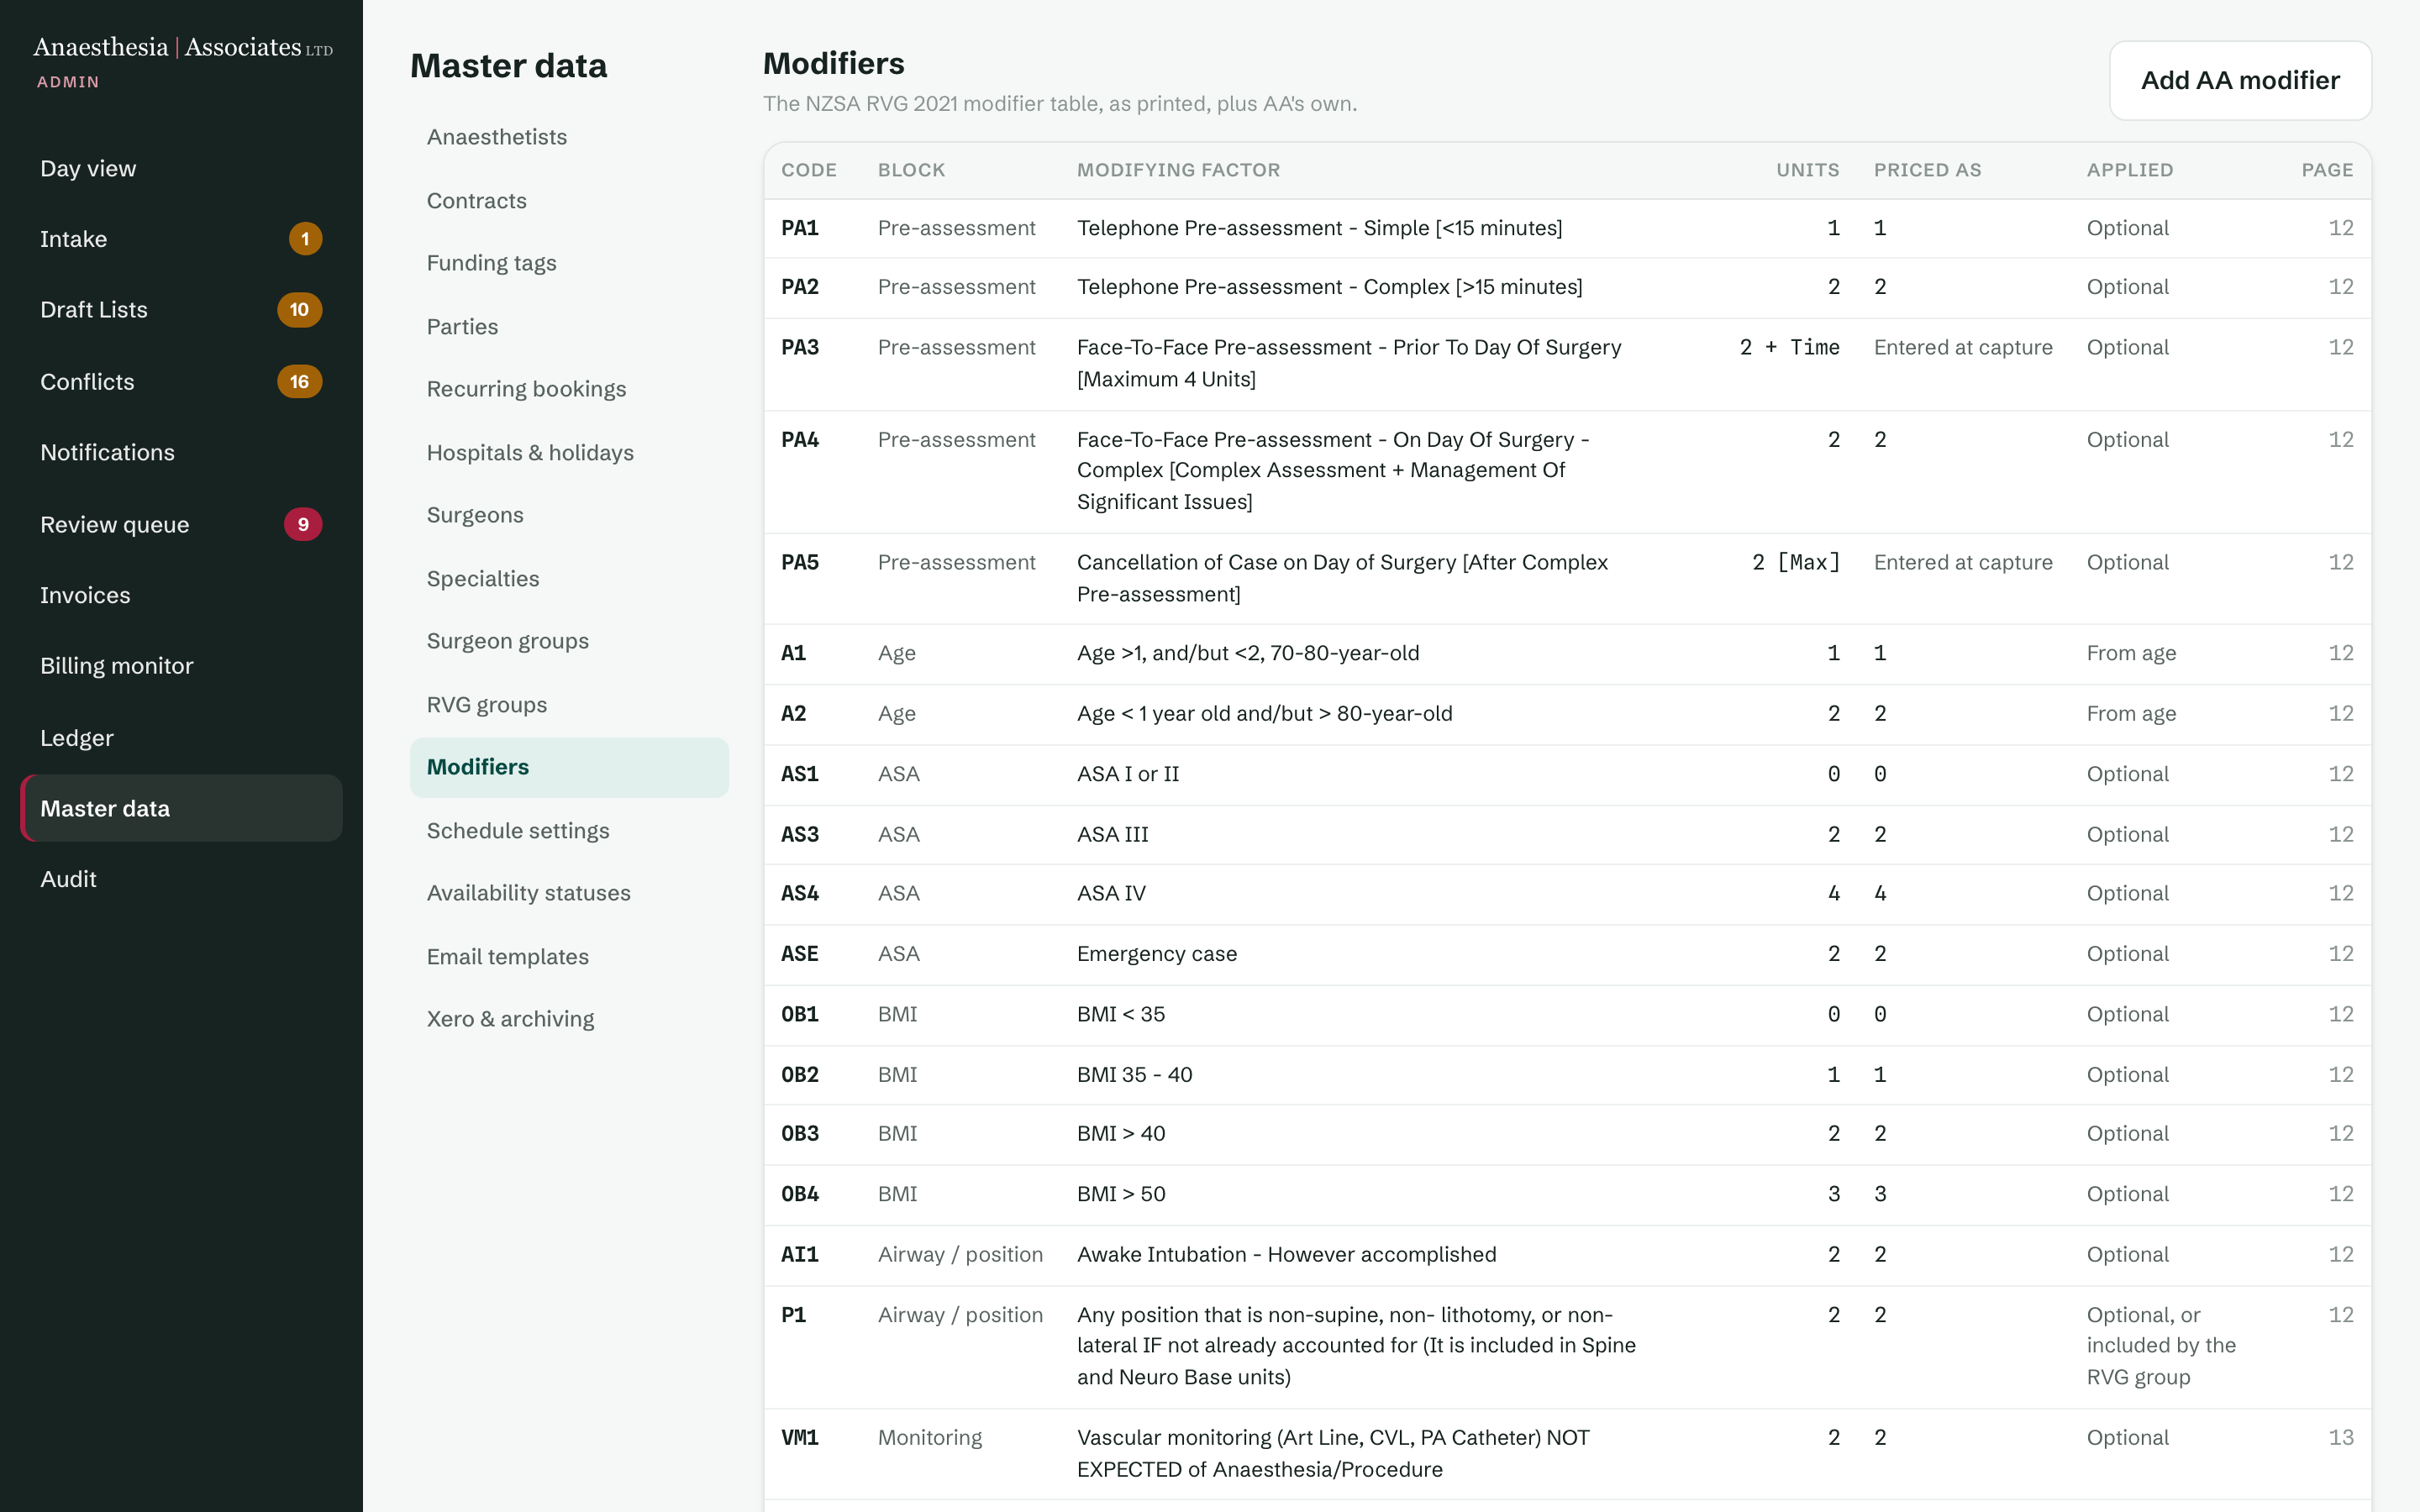 Anaesthesia | Associates LTD
ADMIN
Day view
Intake 1
Draft Lists 10
Conflicts 16
Notifications
Review queue 9
Invoices
Billing monitor
Ledger
Master data
Audit
Master data
Anaesthetists
Contracts
Funding tags
Parties
Recurring bookings
Hospitals & holidays
Surgeons
Specialties
Surgeon groups
RVG groups
Modifiers
Schedule settings
Availability statuses
Email templates
Xero & archiving
Modifiers
The NZSA RVG 2021 modifier table, as printed, plus AA's own.
Add AA modifier
CODE BLOCK MODIFYING FACTOR UNITS PRICED AS APPLIED PAGE
PA1 Pre-assessment Telephone Pre-assessment - Simple [<15 minutes] 1 1 Optional 12
PA2 Pre-assessment Telephone Pre-assessment - Complex [>15 minutes] 2 2 Optional 12
PA3 Pre-assessment Face-To-Face Pre-assessment - Prior To Day Of Surgery 2 + Time Entered at capture Optional 12
[Maximum 4 Units]
PA4 Pre-assessment Face-To-Face Pre-assessment - On Day Of Surgery - 2 2 Optional 12
Complex [Complex Assessment + Management Of
Significant Issues]
PA5 Pre-assessment Cancellation of Case on Day of Surgery [After Complex 2 [Max] Entered at capture Optional 12
Pre-assessment]
A1 Age Age >1, and/but <2, 70-80-year-old 1 1 From age 12
A2 Age Age < 1 year old and/but > 80-year-old 2 2 From age 12
AS1 ASA ASA I or II 0 0 Optional 12
AS3 ASA ASA III 2 2 Optional 12
AS4 ASA ASA IV 4 4 Optional 12
ASE ASA Emergency case 2 2 Optional 12
OB1 BMI BMI < 35 0 0 Optional 12
OB2 BMI BMI 35 - 40 1 1 Optional 12
OB3 BMI BMI > 40 2 2 Optional 12
OB4 BMI BMI > 50 3 3 Optional 12
AI1 Airway / position Awake Intubation - However accomplished 2 2 Optional 12
P1 Airway / position Any position that is non-supine, non- lithotomy, or non- 2 2 Optional, or 12
lateral IF not already accounted for (It is included in Spine included by the
and Neuro Base units) RVG group
VM1 Monitoring Vascular monitoring (Art Line, CVL, PA Catheter) NOT 2 2 Optional 13
EXPECTED of Anaesthesia/Procedure